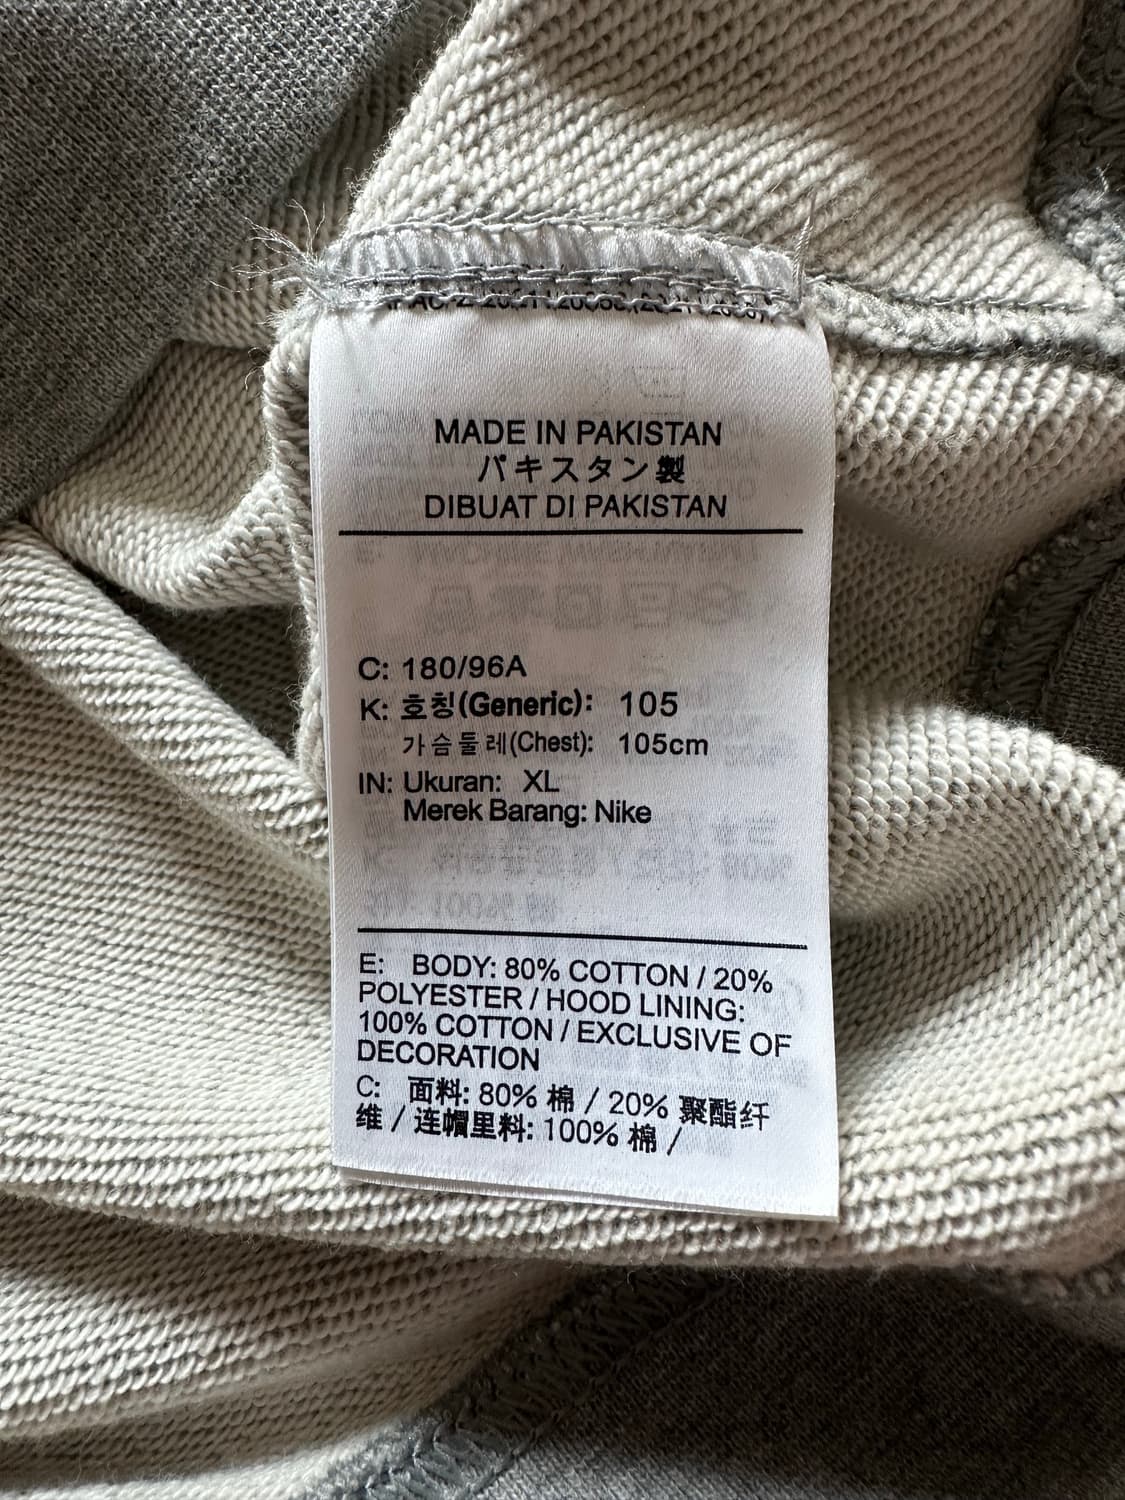 MADE IN PAKISTAN
パキスタン製
DIBUAT DI PAKISTAN
C: 180/96A
K: 호칭(Generic): 105
가슴둘레(Chest): 105cm
IN: Ukuran: XL
Merek Barang: Nike
E: BODY: 80% COTTON / 20%
POLYESTER / HOOD LINING:
100% COTTON / EXCLUSIVE OF
DECORATION
C: 面料: 80% 棉 / 20% 聚酯纤
维 / 连帽里料: 100% 棉 /